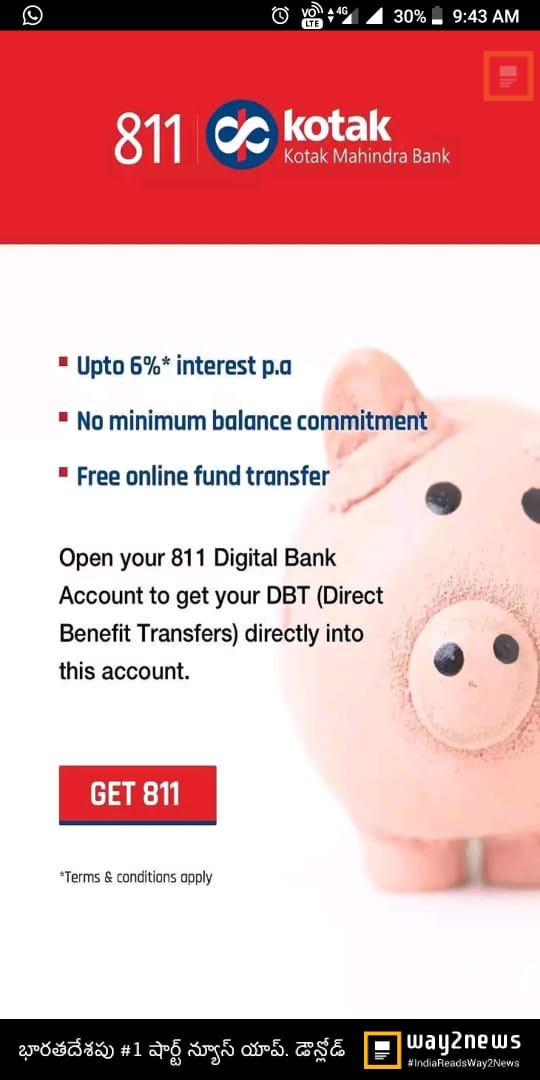 VO))
LTE
4G
30%
9:43 AM
811
kotak
Kotak Mahindra Bank
Upto 6%* interest p.a
No minimum balance commitment
Free online fund transfer
Open your 811 Digital Bank
Account to get your DBT (Direct
Benefit Transfers) directly into
this account.
GET 811
*Terms & conditions apply
భారతదేశపు #1 షార్ట్ న్యూస్ యాప్. డౌన్లోడ్
way2news
#IndiaReadsWay2News